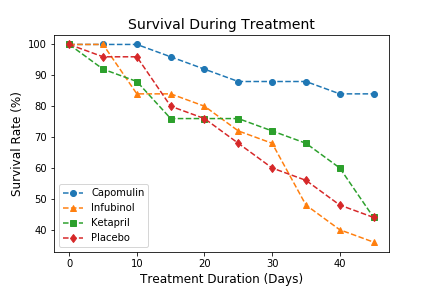 Survival During Treatment
Survival Rate (%)
100
90
80
70
60
50
40
Capomulin
Infubinol
Ketapril
Placebo
0 10 20 30 40
Treatment Duration (Days)